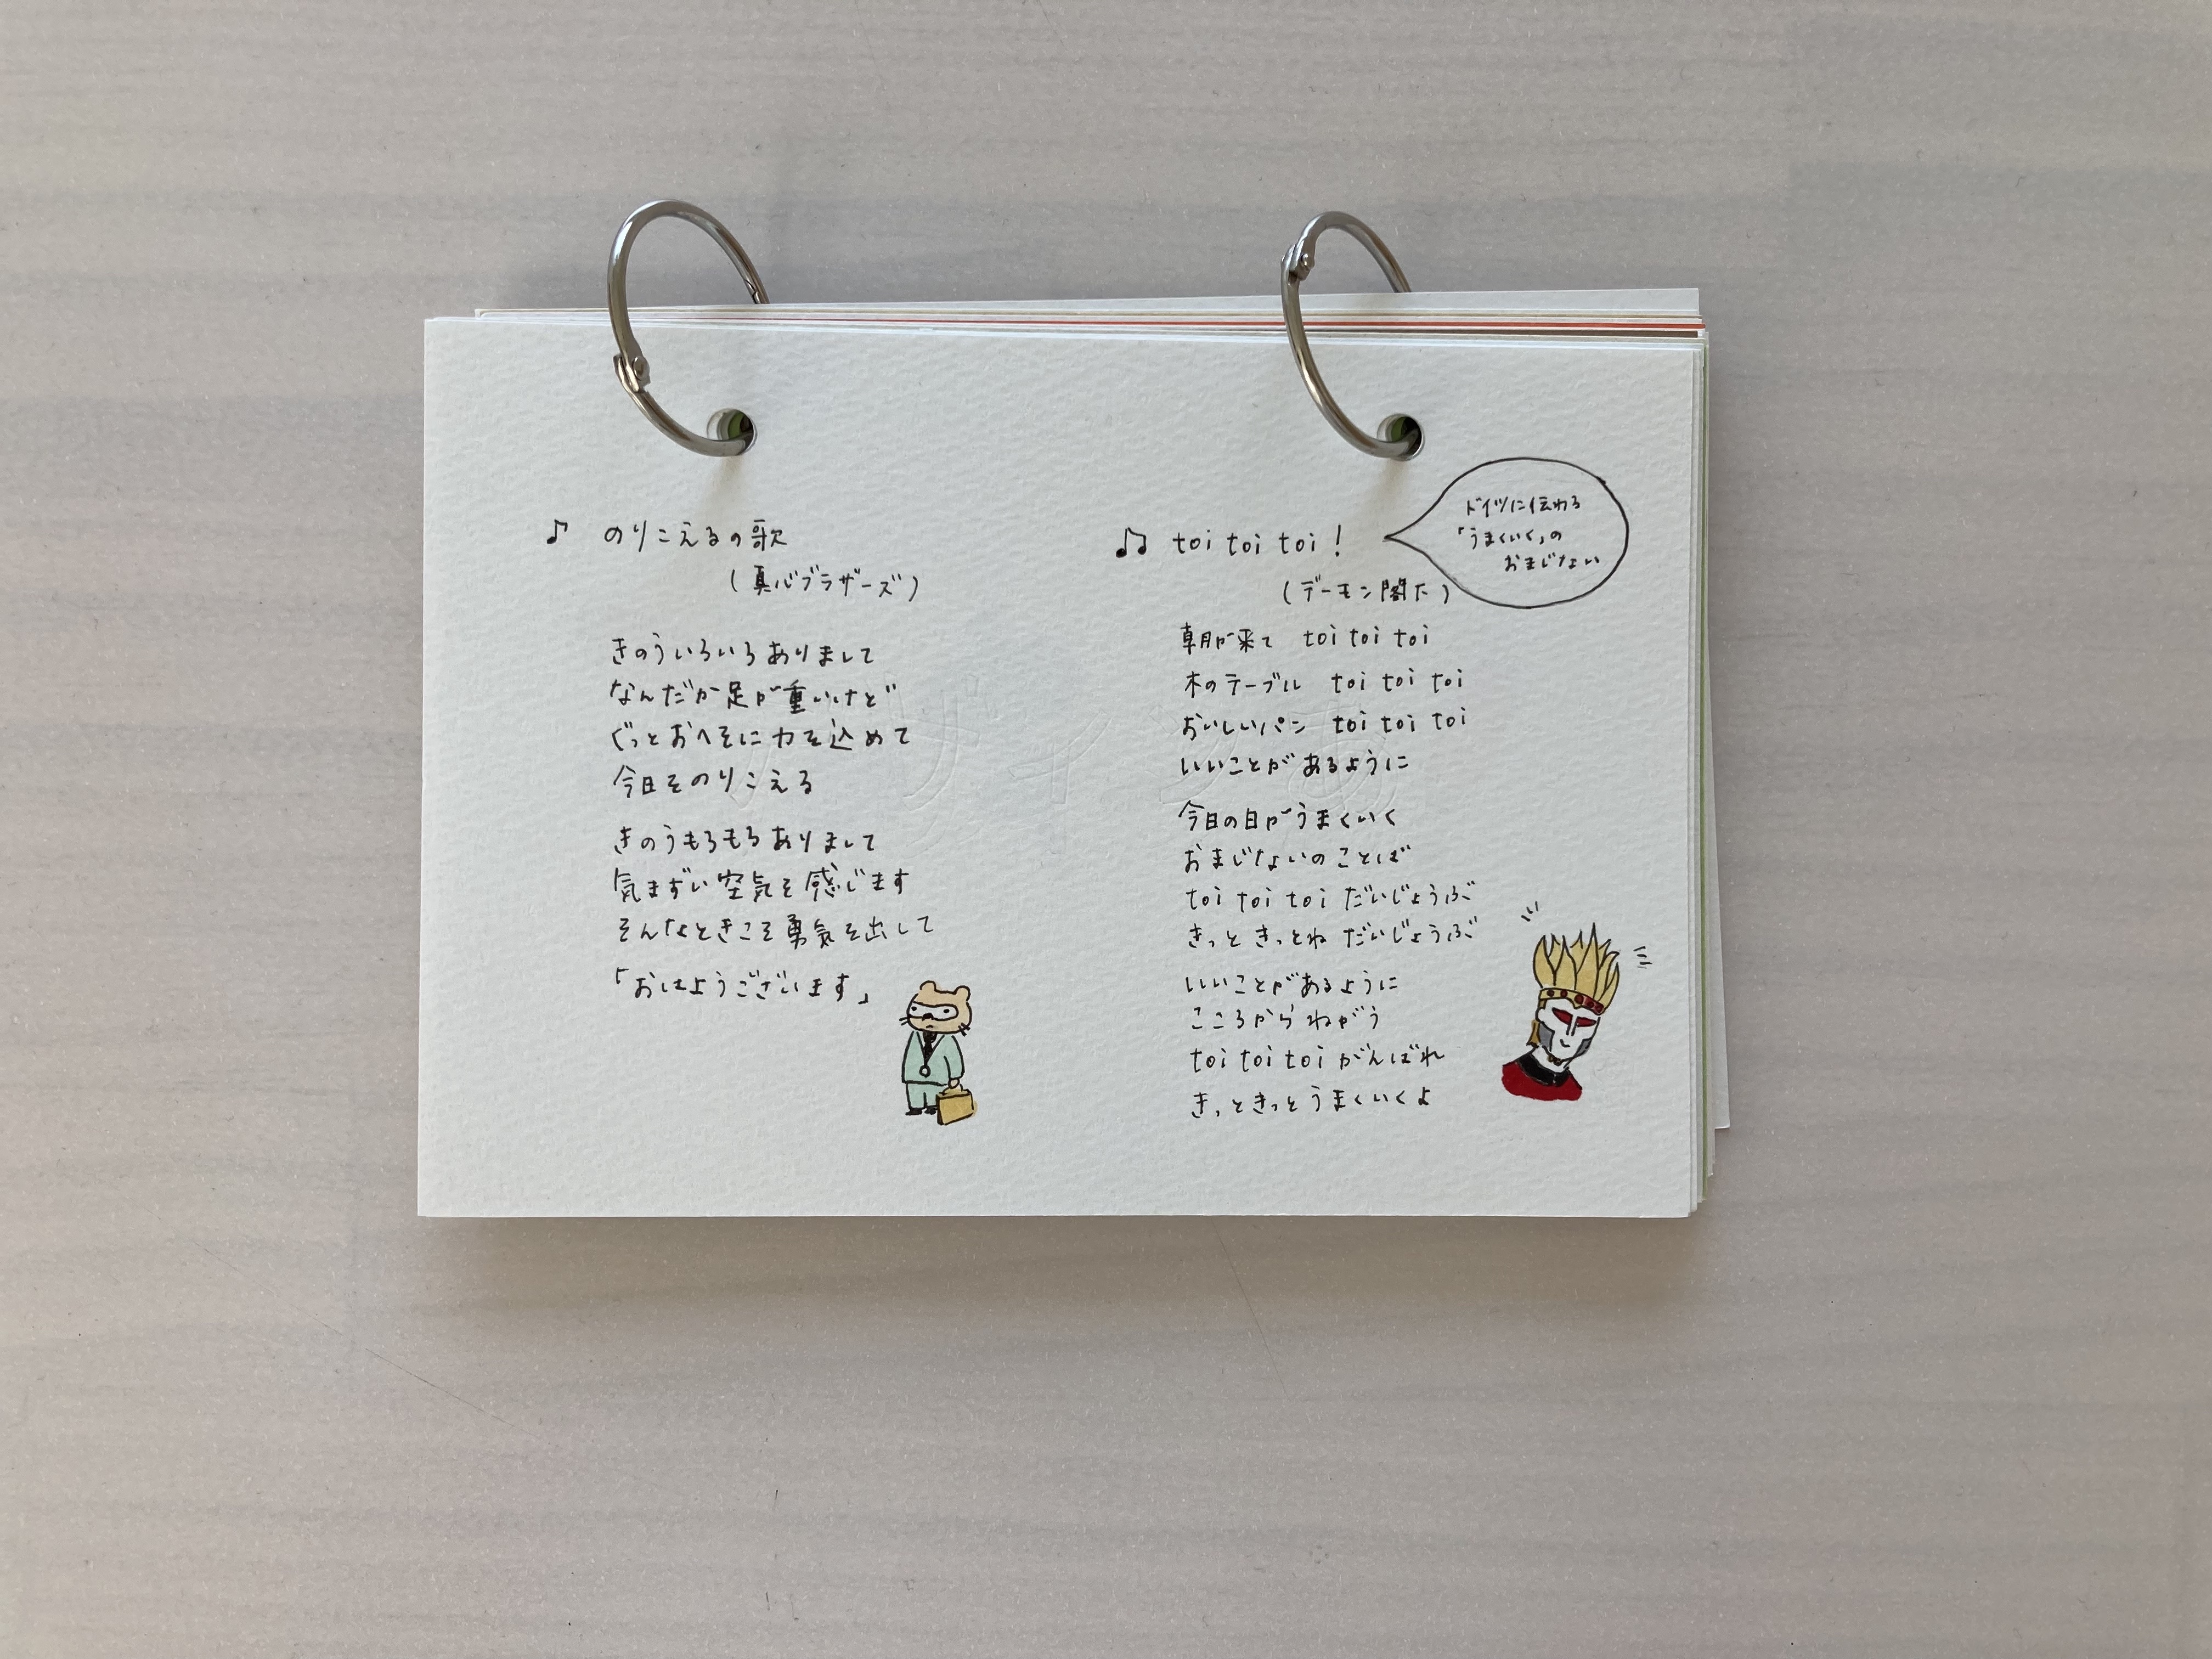 ♪ のりこえるの歌
(真心ブラザーズ)
きのういろいろありまして
なんだか足が重いけど
ぐっとおへそに力を込めて
今日をのりこえる
きのうもろもろありまして
気まずい空気を感じます
そんなときこそ勇気を出して
「おはようございます」
♫ toi toi toi!
ドイツに伝わる
「うまくいく」の
おまじない
(デーモン閣下)
朝が来て toi toi toi
木のテーブル toi toi toi
おいしいパン toi toi toi
いいことがあるように
今日の日がうまくいく
おまじないのことば
toi toi toi だいじょうぶ
きっと きっとね だいじょうぶ
いいことがあるように
こころから ねがう
toi toi toi がんばれ
きっときっと うまくいくよ